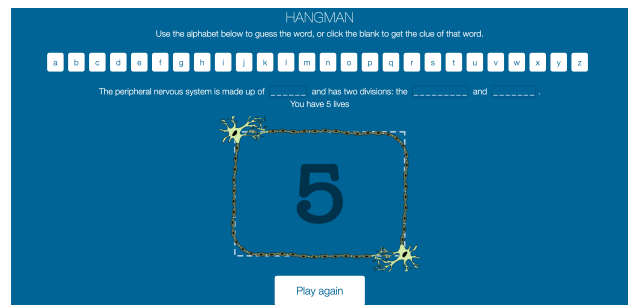 HANGMAN
Use the alphabet below to guess the word, or click the blank to get the clue of that word.
a b c d e f g h i j k l m n o p q r s t u v w x y z
The peripheral nervous system is made up of ______ and has two divisions: the _________ and _______ .
You have 5 lives
5
Play again